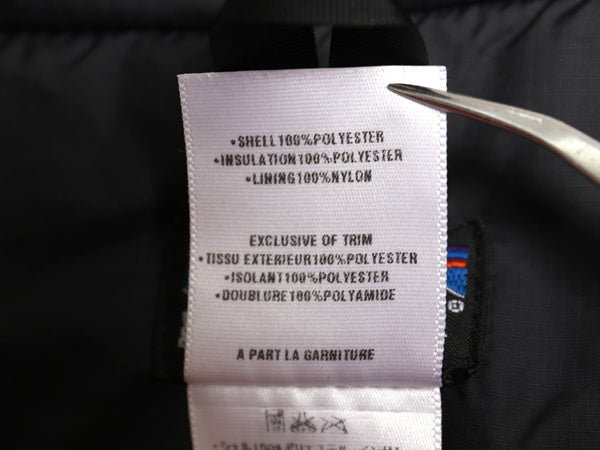 •SHELL100%POLYESTER
•INSULATION100%POLYESTER
•LINING100%NYLON
EXCLUSIVE OF TRIM
•TISSU EXTERIEUR100%POLYESTER
•ISOLANT100%POLYESTER
•DOUBLURE100%POLYAMIDE
A PART LA GARNITURE
®